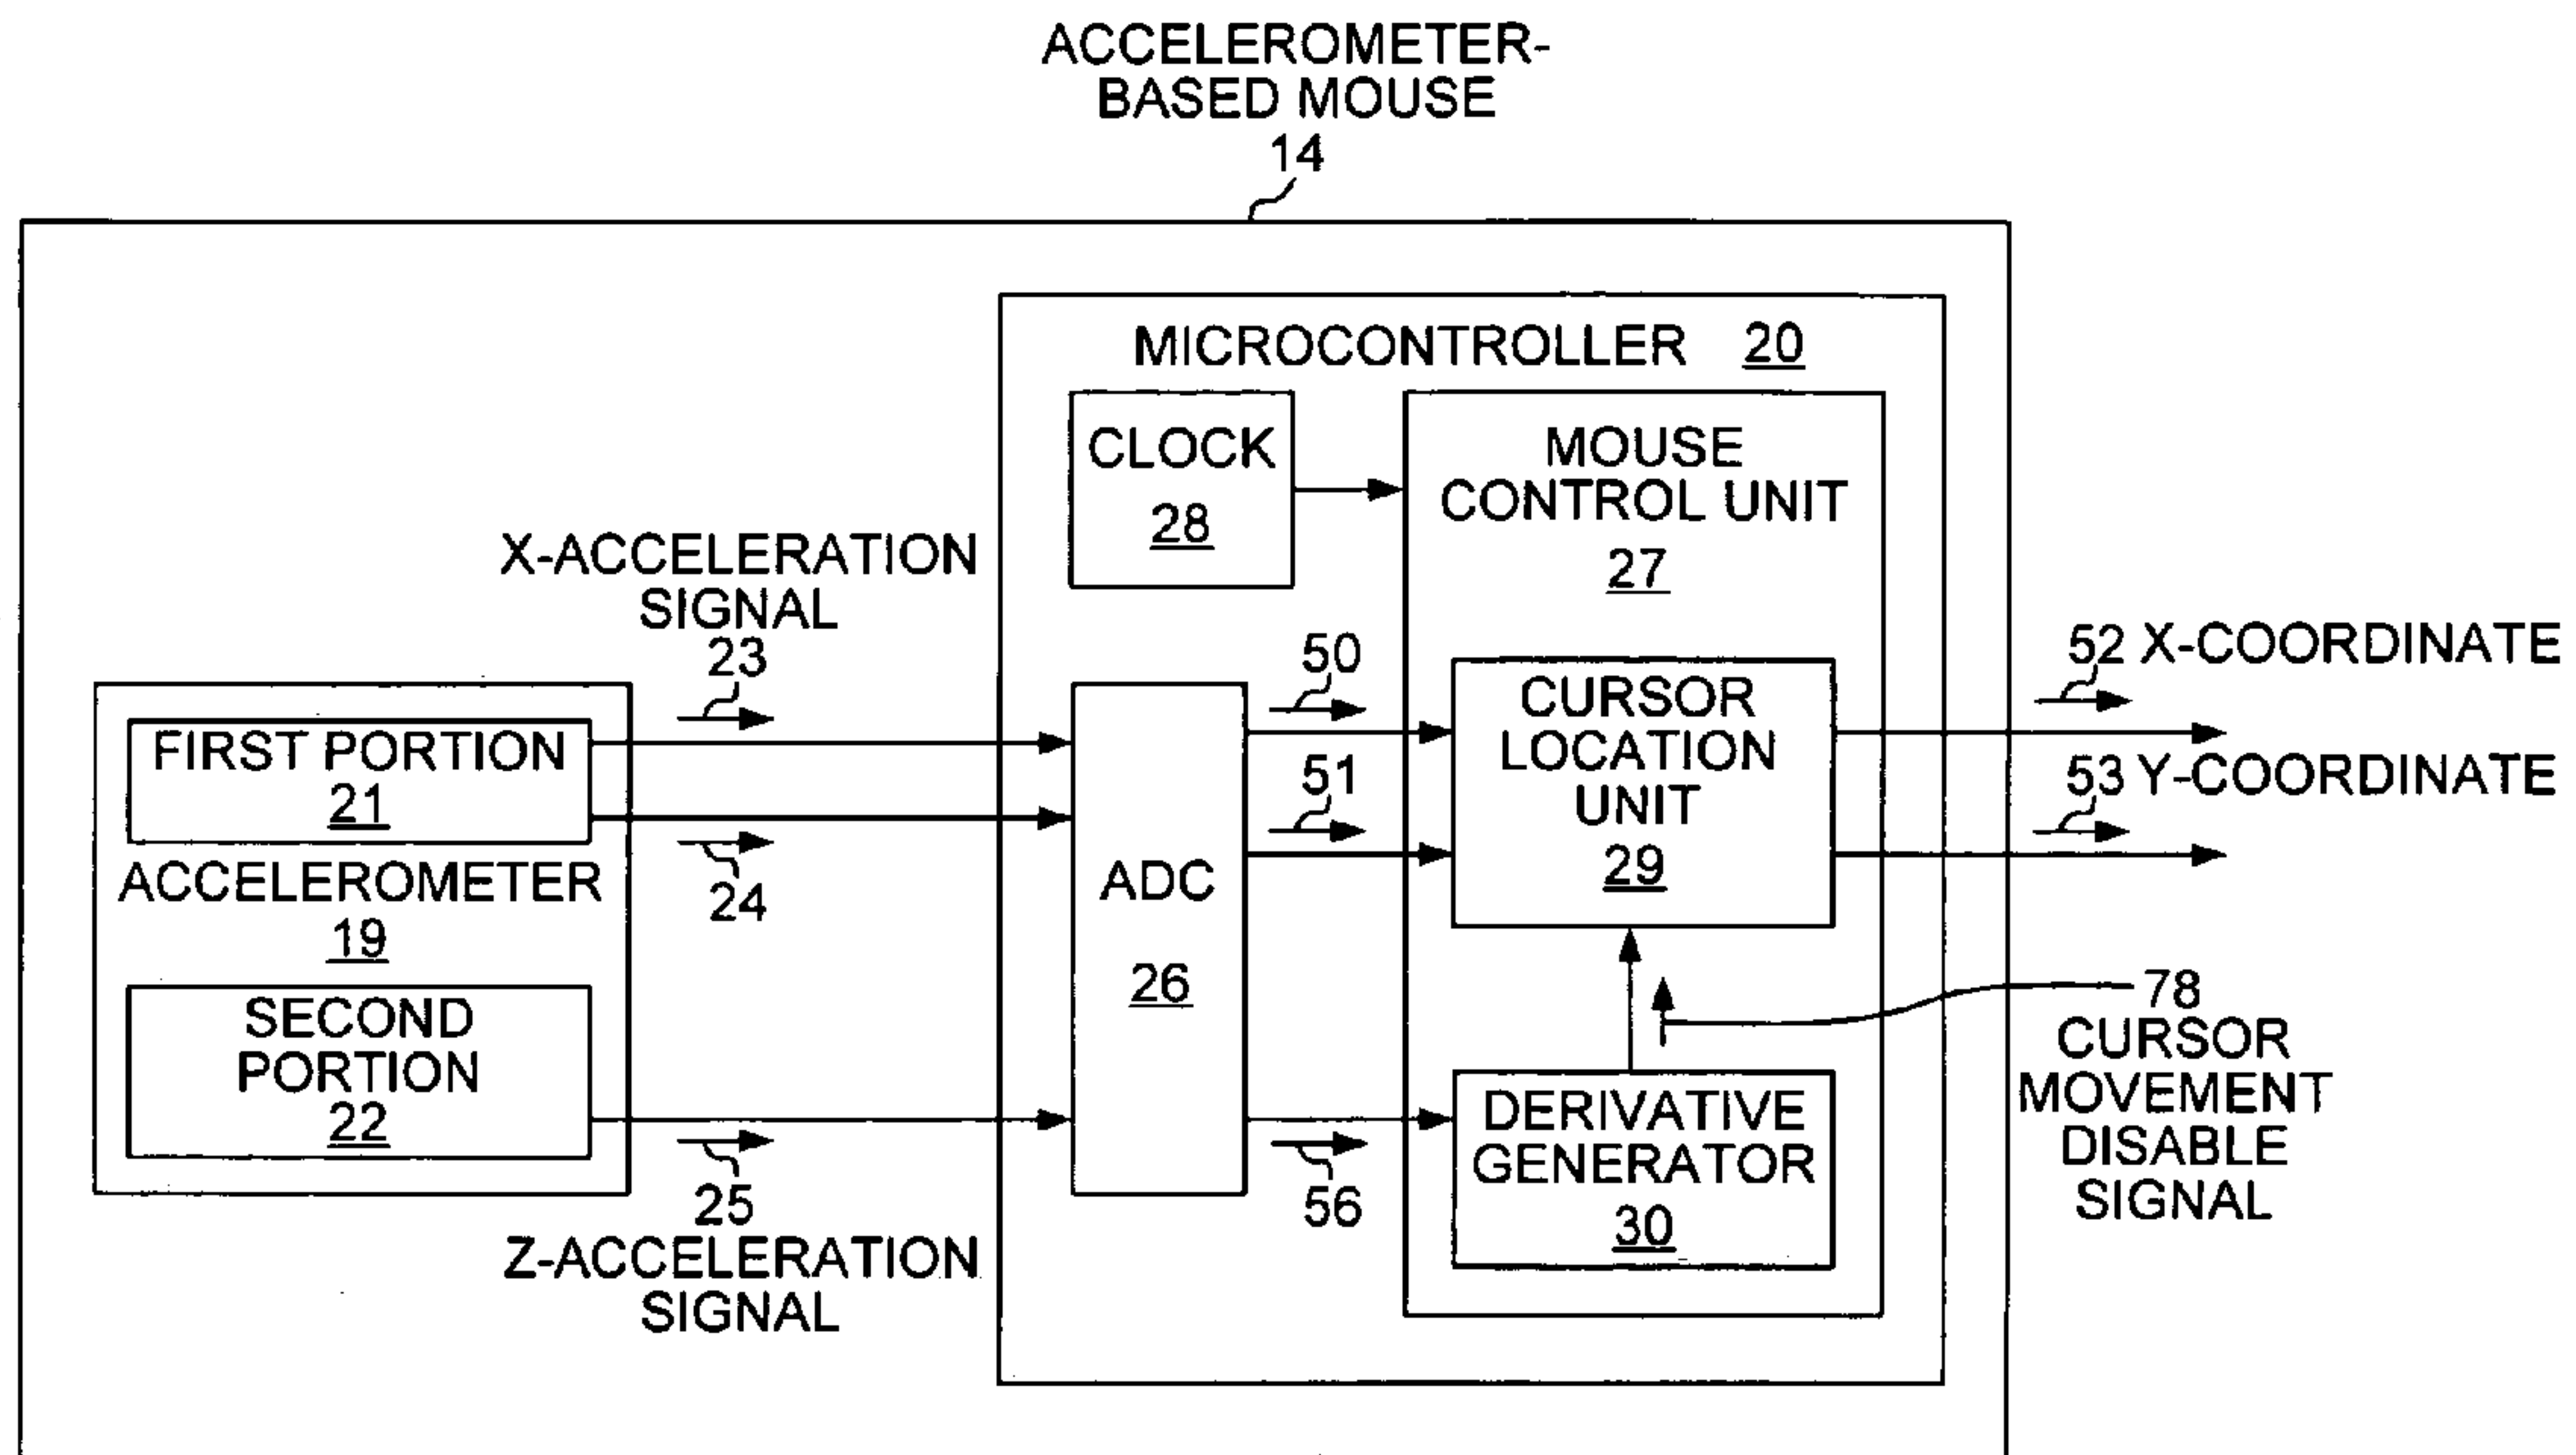 ACCELEROMETER-
BASED MOUSE
14
MICROCONTROLLER 20
CLOCK
28
MOUSE
CONTROL UNIT
27
X-ACCELERATION
SIGNAL
23
24
FIRST PORTION
21
ACCELEROMETER
19
SECOND
PORTION
22
25
Z-ACCELERATION
SIGNAL
ADC
26
50
51
56
CURSOR
LOCATION
UNIT
29
DERIVATIVE
GENERATOR
30
52 X-COORDINATE
53 Y-COORDINATE
78
CURSOR
MOVEMENT
DISABLE
SIGNAL